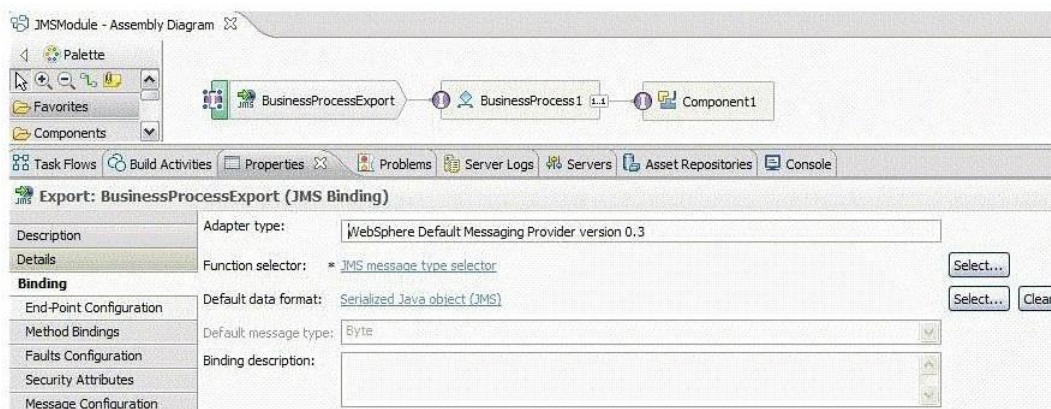 JMSModule - Assembly Diagram
Palette
Favorites
Components
JMS BusinessProcessExport
BusinessProcess1 1..1
Component1
Task Flows Build Activities Properties Problems Server Logs Servers Asset Repositories Console
JMS Export: BusinessProcessExport (JMS Binding)
Description
Details
Binding
End-Point Configuration
Method Bindings
Faults Configuration
Security Attributes
Message Configuration
Adapter type: WebSphere Default Messaging Provider version 0.3
Function selector: * JMS message type selector Select...
Default data format: Serialized Java object (JMS) Select... Clear
Default message type: Byte
Binding description: